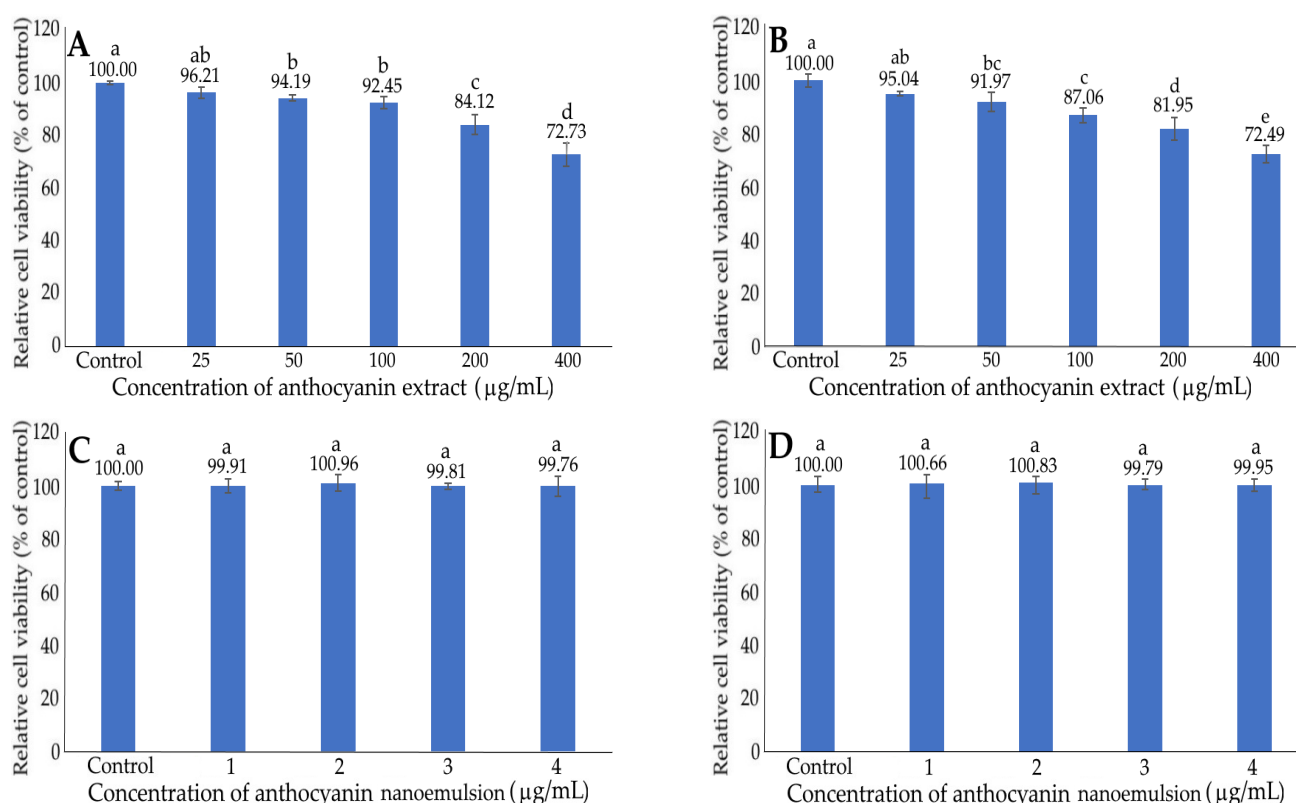 A
Relative cell viability (% of control)
120
100
80
60
40
20
0
a
100.00
ab
96.21
b
94.19
b
92.45
c
84.12
d
72.73
Control 25 50 100 200 400
Concentration of anthocyanin extract (µg/mL)
B
Relative cell viability (% of control)
120
100
80
60
40
20
0
a
100.00
ab
95.04
bc
91.97
c
87.06
d
81.95
e
72.49
Control 25 50 100 200 400
Concentration of anthocyanin extract (µg/mL)
C
Relative cell viability (% of control)
120
100
80
60
40
20
0
a
100.00
a
99.91
a
100.96
a
99.81
a
99.76
Control 1 2 3 4
Concentration of anthocyanin nanoemulsion (µg/mL)
D
Relative cell viability (% of control)
120
100
80
60
40
20
0
a
100.00
a
100.66
a
100.83
a
99.79
a
99.95
Control 1 2 3 4
Concentration of anthocyanin nanoemulsion (µg/mL)